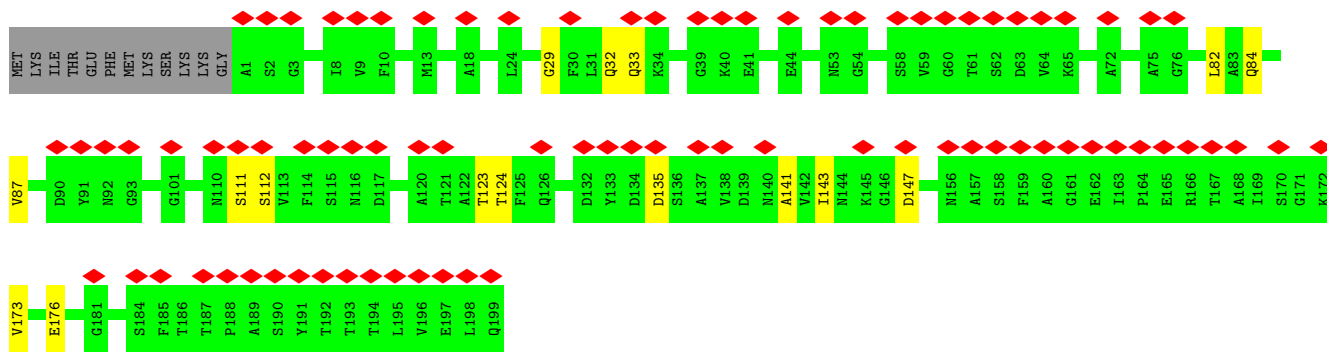 MET LYS ILE THR GLU PHE MET LYS SER LYS LYS GLY A1 S2 G3 I8 V9 F10 M13 A18 L24 G29 F30 L31 Q32 Q33 K34 G39 K40 E41 E44 N53 G54 S58 V59 G60 T61 S62 D63 V64 K65 A72 A75 G76 L82 A83 Q84
V87 D90 Y91 N92 G93 G101 N110 S111 S112 V113 F114 S115 N116 D117 A120 T121 A122 T123 T124 F125 Q126 D132 Y133 D134 D135 S136 A137 V138 D139 N140 A141 V142 I143 N144 K145 G146 D147 N156 A157 S158 F159 A160 G161 E162 I163 P164 E165 R166 T167 A168 I169 S170 G171 K172
V173 E176 G181 S184 F185 T186 T187 P188 A189 S190 Y191 T192 T193 T194 L195 V196 E197 L198 Q199